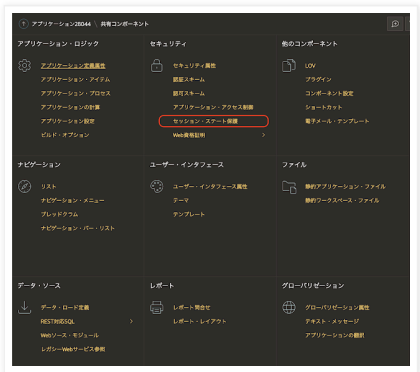 アプリケーション28044 \ 共有コンポーネント
アプリケーション・ロジック
アプリケーション定義属性
アプリケーション・アイテム
アプリケーション・プロセス
アプリケーションの計算
アプリケーション設定
ビルド・オプション
セキュリティ
セキュリティ属性
認証スキーム
認可スキーム
アプリケーション・アクセス制御
セッション・ステート保護
Web資格証明
他のコンポーネント
LOV
プラグイン
コンポーネント設定
ショートカット
電子メール・テンプレート
ナビゲーション
リスト
ナビゲーション・メニュー
ブレッドクラム
ナビゲーション・バー・リスト
ユーザー・インタフェース
ユーザー・インタフェース属性
テーマ
テンプレート
ファイル
静的アプリケーション・ファイル
静的ワークスペース・ファイル
データ・ソース
データ・ロード定義
REST対応SQL
Webソース・モジュール
レガシーWebサービス参照
レポート
レポート問合せ
レポート・レイアウト
グローバリゼーション
グローバリゼーション属性
テキスト・メッセージ
アプリケーションの翻訳